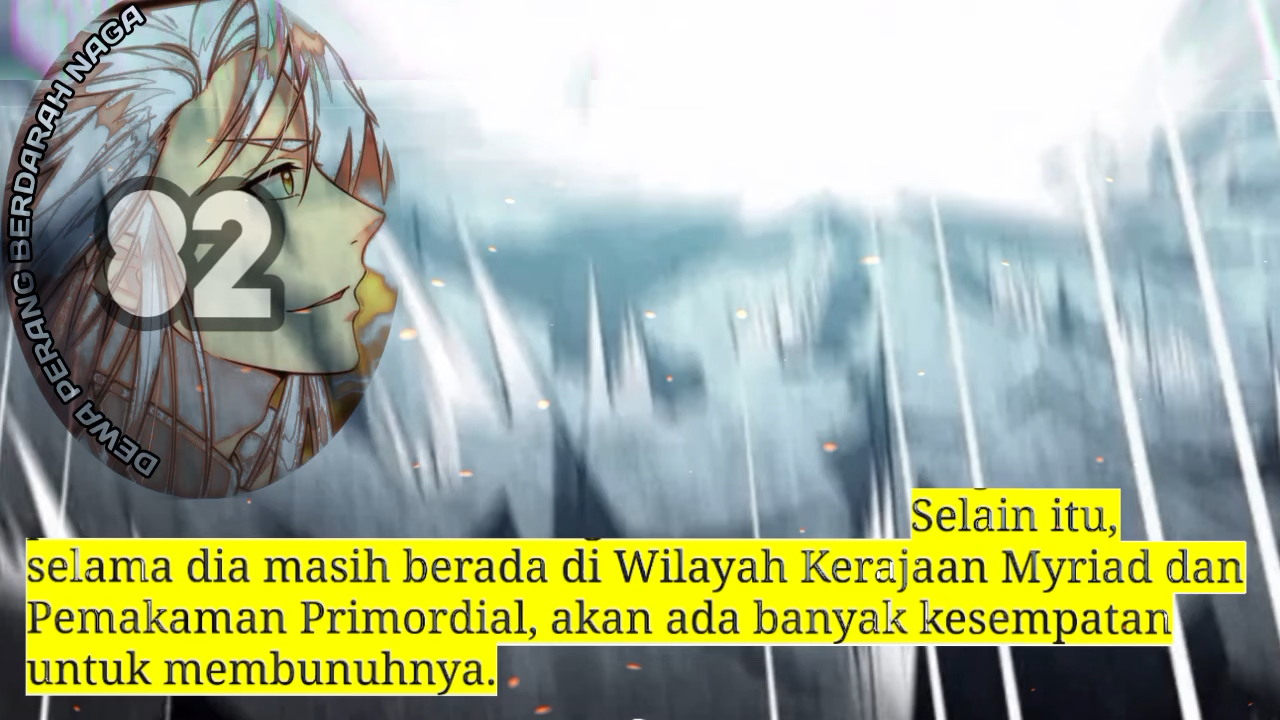 DEWA PERANG BERDARAH NAGA
82
Selain itu,
selama dia masih berada di Wilayah Kerajaan Myriad dan
Pemakaman Primordial, akan ada banyak kesempatan
untuk membunuhnya.